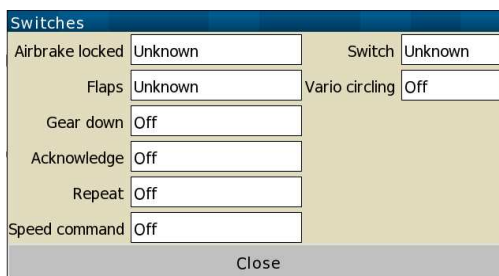 Switches
Airbrake locked Unknown Switch Unknown
Flaps Unknown Vario circling Off
Gear down Off
Acknowledge Off
Repeat Off
Speed command Off
Close